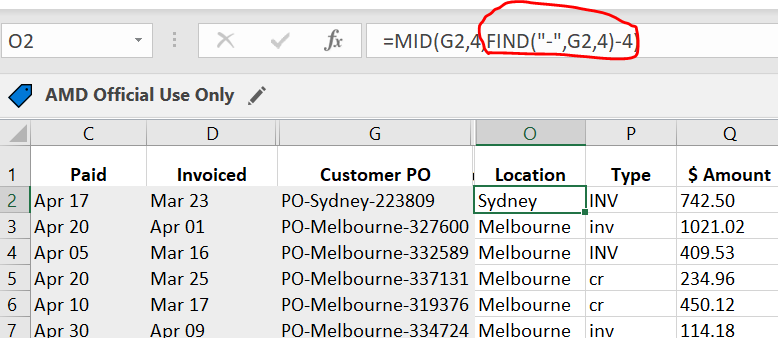 O2 fx =MID(G2,4,FIND("-",G2,4)-4)
AMD Official Use Only
C D G O P Q
1 Paid Invoiced Customer PO Location Type $ Amount
2 Apr 17 Mar 23 PO-Sydney-223809 Sydney INV 742.50
3 Apr 20 Apr 01 PO-Melbourne-327600 Melbourne inv 1021.02
4 Apr 05 Mar 16 PO-Melbourne-332589 Melbourne INV 409.53
5 Apr 20 Mar 25 PO-Melbourne-337131 Melbourne cr 234.96
6 Apr 10 Mar 17 PO-Melbourne-319376 Melbourne cr 450.12
7 Apr 30 Apr 09 PO-Melbourne-334724 Melbourne inv 114.18